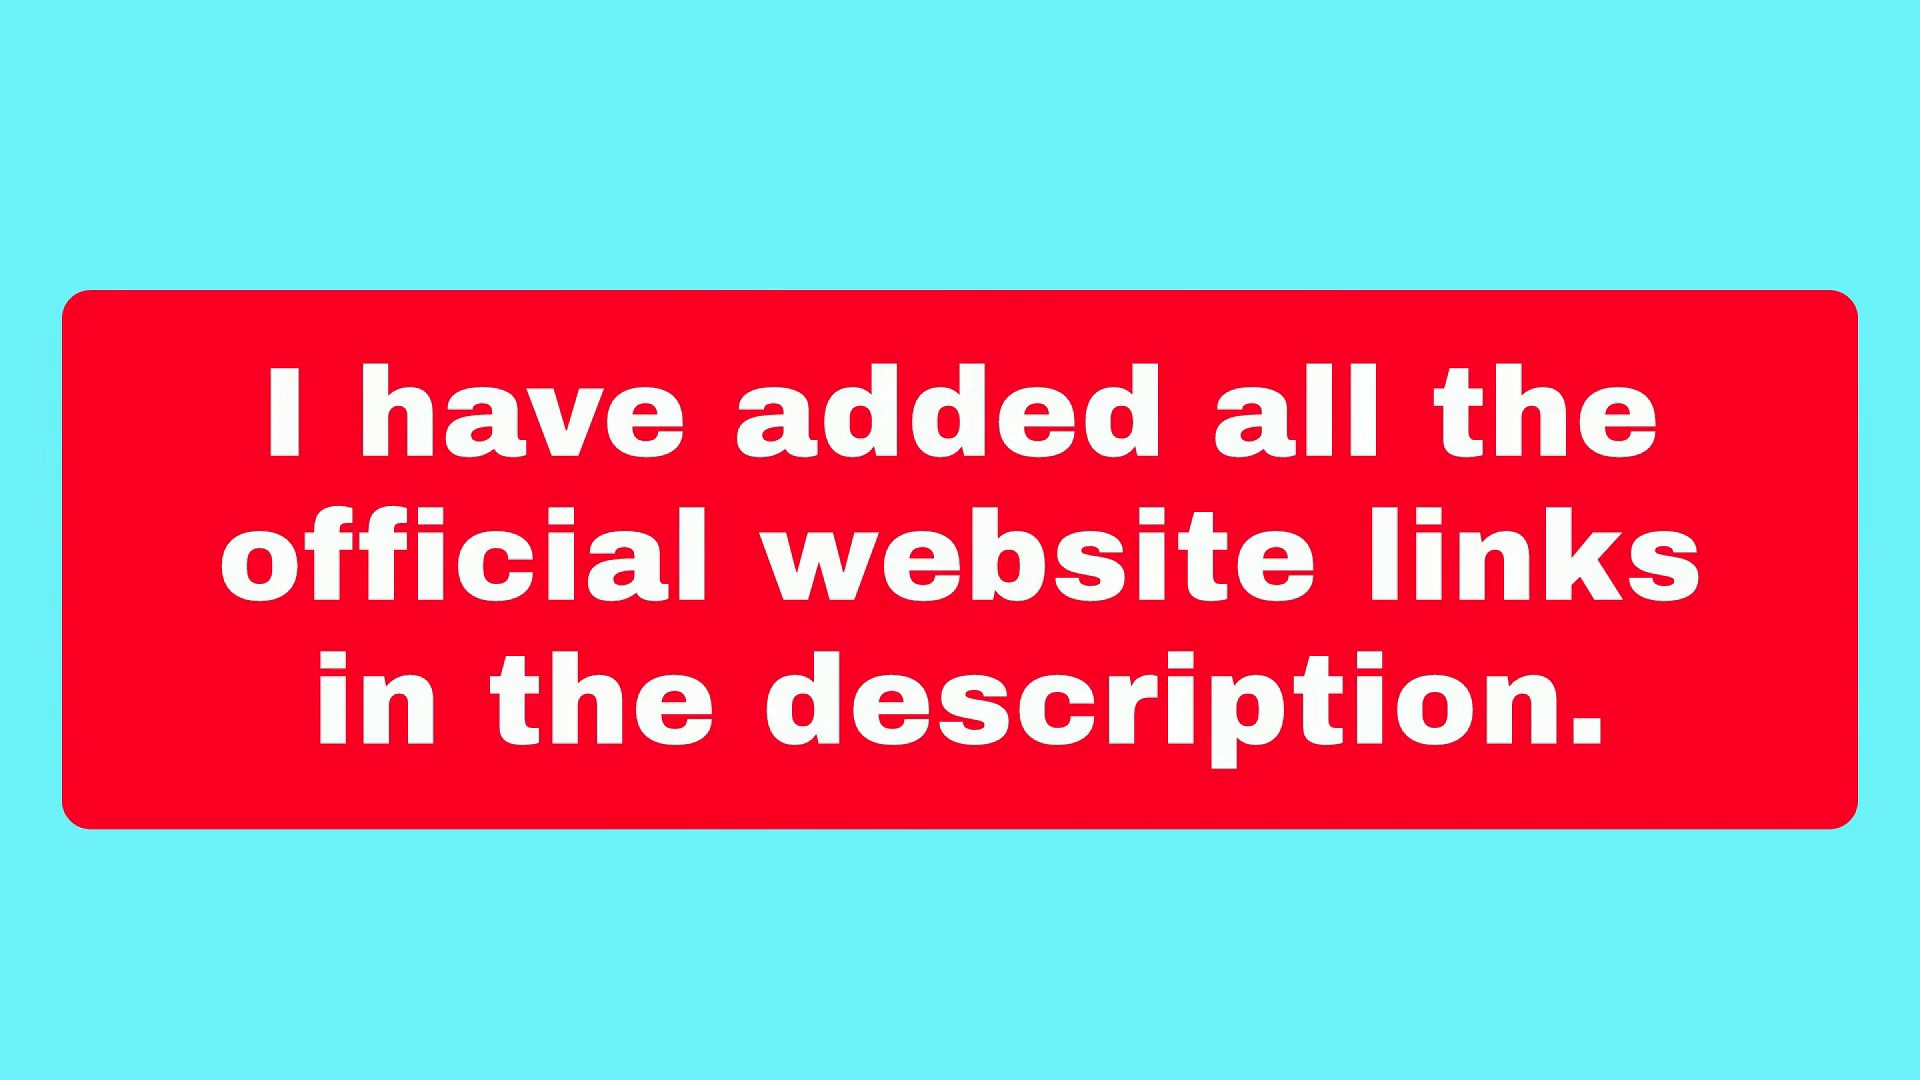 I have added all the
official website links
in the description.